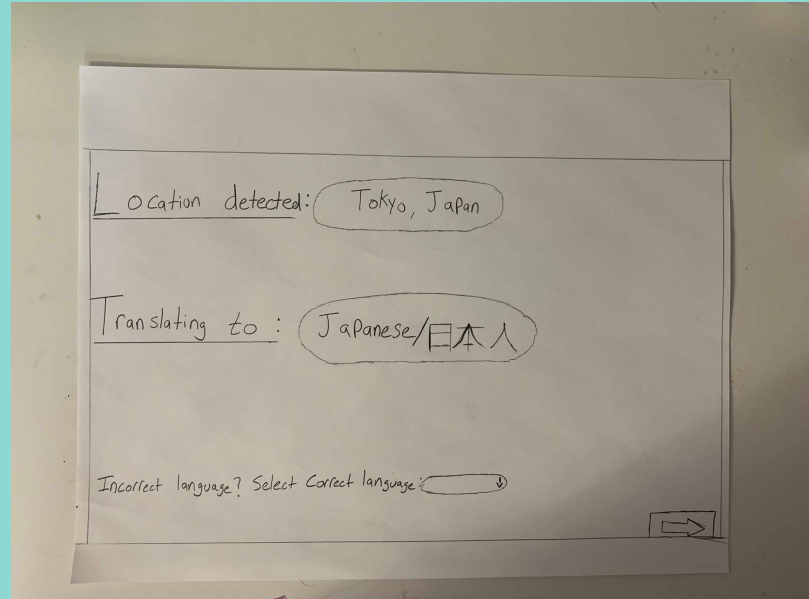 Location detected: Tokyo, Japan
Translating to: Japanese/日本人
Incorrect language? Select Correct language: